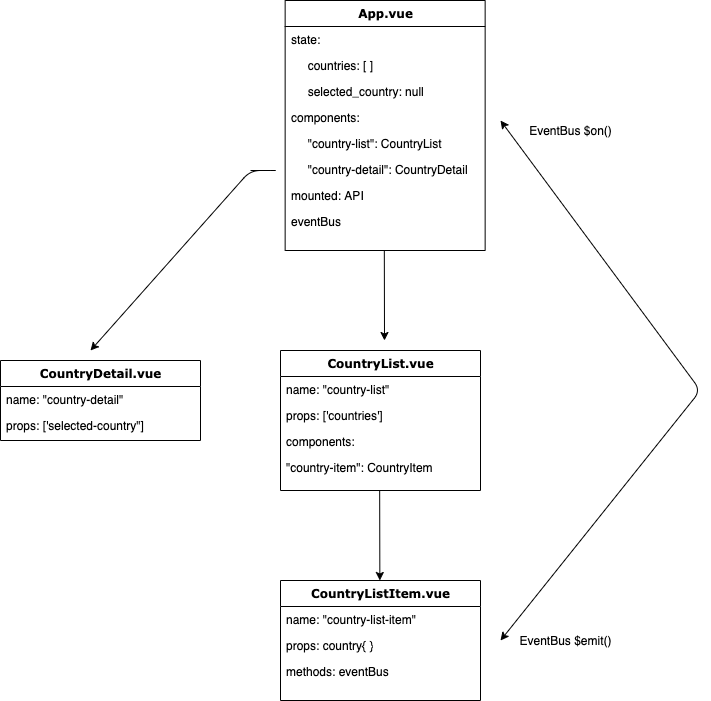 App.vue
state:
countries: [ ]
selected_country: null
components:
"country-list": CountryList
"country-detail": CountryDetail
mounted: API
eventBus
EventBus $on()
CountryDetail.vue
name: "country-detail"
props: ['selected-country"]
CountryList.vue
name: "country-list"
props: ['countries']
components:
"country-item": CountryItem
CountryListItem.vue
name: "country-list-item"
props: country{ }
methods: eventBus
EventBus $emit()